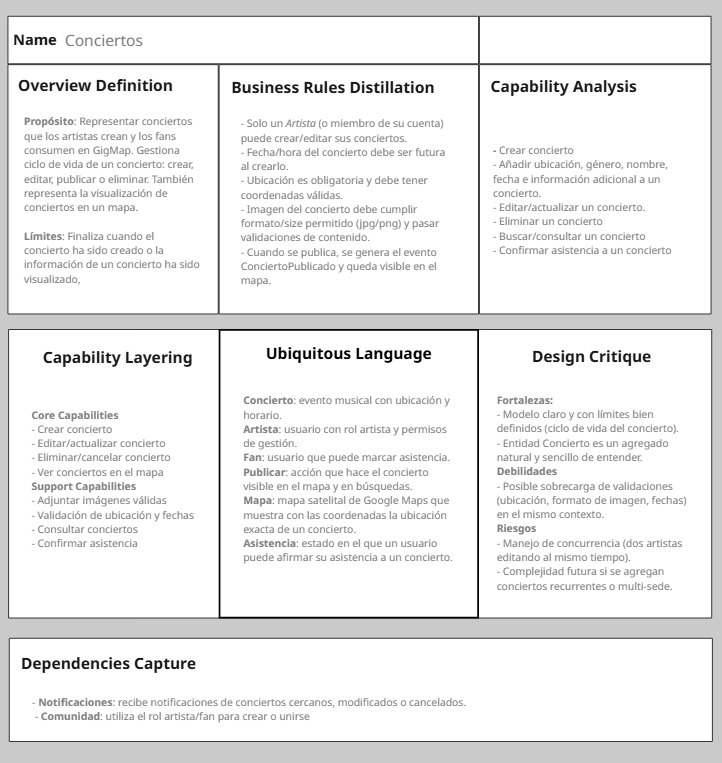 Name Conciertos
Overview Definition
Propósito: Representar conciertos
que los artistas crean y los fans
consumen en GigMap. Gestiona
ciclo de vida de un concierto: crear,
editar, publicar o eliminar. También
representa la visualización de
conciertos en un mapa.
Límites: Finaliza cuando el
concierto ha sido creado o la
información de un concierto ha sido
visualizado,
Business Rules Distillation
- Solo un Artista (o miembro de su cuenta)
puede crear/editar sus conciertos.
- Fecha/hora del concierto debe ser futura
al crearlo.
- Ubicación es obligatoria y debe tener
coordenadas válidas.
- Imagen del concierto debe cumplir
formato/size permitido (jpg/png) y pasar
validaciones de contenido.
- Cuando se publica, se genera el evento
ConciertoPublicado y queda visible en el
mapa.
Capability Analysis
- Crear concierto
- Añadir ubicación, género, nombre,
fecha e información adicional a un
concierto.
- Editar/actualizar un concierto.
- Eliminar un concierto
- Buscar/consultar un concierto
- Confirmar asistencia a un concierto
Capability Layering
Core Capabilities
- Crear concierto
- Editar/actualizar concierto
- Eliminar/cancelar concierto
- Ver conciertos en el mapa
Support Capabilities
- Adjuntar imágenes válidas
- Validación de ubicación y fechas
- Consultar conciertos
- Confirmar asistencia
Ubiquitous Language
Concierto: evento musical con ubicación y
horario.
Artista: usuario con rol artista y permisos
de gestión.
Fan: usuario que puede marcar asistencia.
Publicar: acción que hace el concierto
visible en el mapa y en búsquedas.
Mapa: mapa satelital de Google Maps que
muestra con las coordenadas la ubicación
exacta de un concierto.
Asistencia: estado en el que un usuario
puede afirmar su asistencia a un concierto.
Design Critique
Fortalezas:
- Modelo claro y con límites bien
definidos (ciclo de vida del concierto).
- Entidad Concierto es un agregado
natural y sencillo de entender.
Debilidades
- Posible sobrecarga de validaciones
(ubicación, formato de imagen, fechas)
en el mismo contexto.
Riesgos
- Manejo de concurrencia (dos artistas
editando al mismo tiempo).
- Complejidad futura si se agregan
conciertos recurrentes o multi-sede.
Dependencies Capture
- Notificaciones: recibe notificaciones de conciertos cercanos, modificados o cancelados.
- Comunidad: utiliza el rol artista/fan para crear o unirse